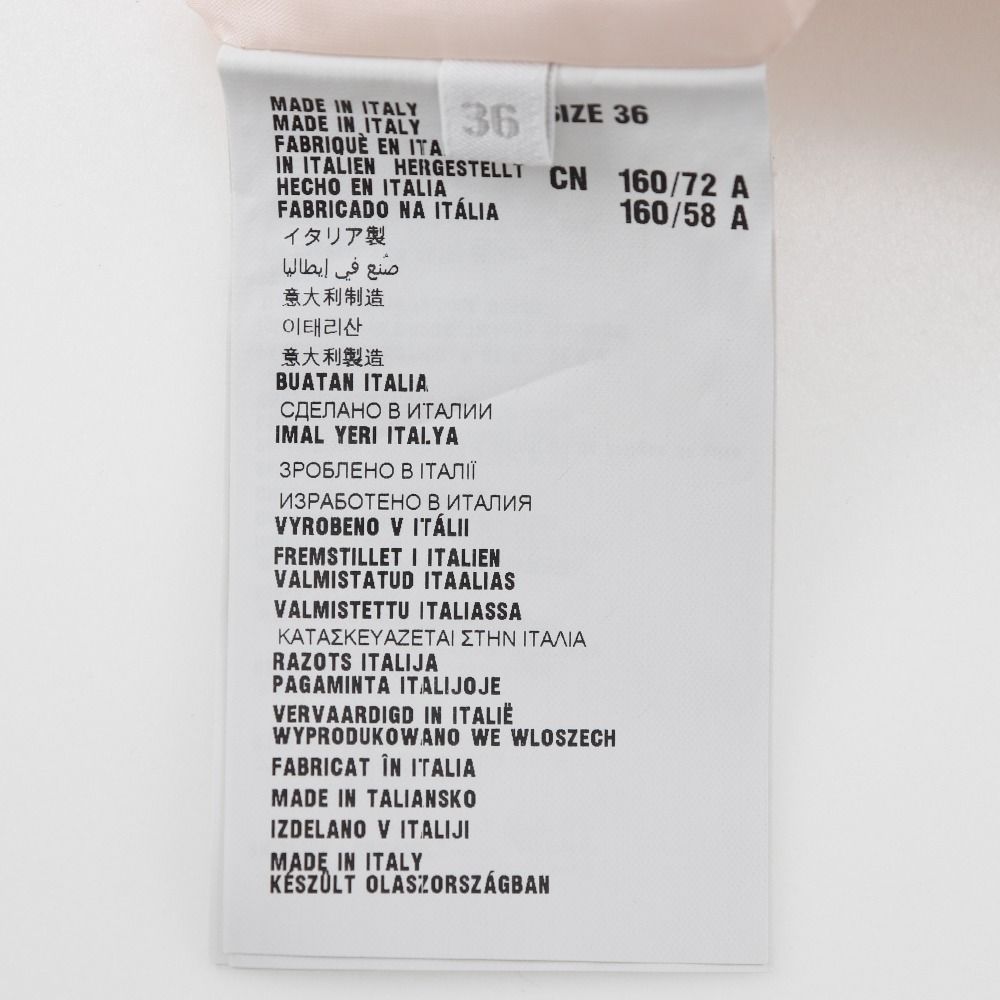 MADE IN ITALY
MADE IN ITALY
FABRIQUÈ EN ITA
IN ITALIEN HERGESTELLT
HECHO EN ITALIA
FABRICADO NA ITÁLIA
36
SIZE 36
CN 160/72 A
160/58 A
イタリア製
صُنع في إيطاليا
意大利制造
이태리산
意大利製造
BUATAN ITALIA
СДЕЛАНО В ИТАЛИИ
IMAL YERI ITALYA
ЗРОБЛЕНО В ІТАЛІЇ
ИЗРАБОТЕНО В ИТАЛИЯ
VYROBENO V ITÁLII
FREMSTILLET I ITALIEN
VALMISTATUD ITAALIAS
VALMISTETTU ITALIASSA
ΚΑΤΑΣΚΕΥΑΖΕΤΑΙ ΣΤΗΝ ΙΤΑΛΙΑ
RAZOTS ITALIJA
PAGAMINTA ITALIJOJE
VERVAARDIGD IN ITALIË
WYPRODUKOWANO WE WLOSZECH
FABRICAT ÎN ITALIA
MADE IN TALIANSKO
IZDELANO V ITALIJI
MADE IN ITALY
KÉSZÜLT OLASZORSZÁGBAN